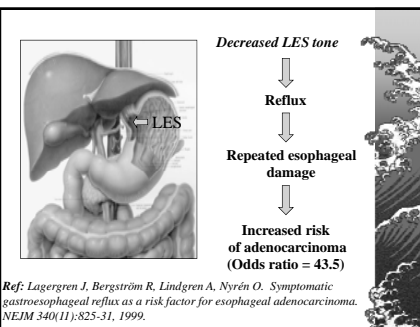 Decreased LES tone
LES
Reflux
Repeated esophageal
damage
Increased risk
of adenocarcinoma
(Odds ratio = 43.5)
Ref: Lagergren J, Bergström R, Lindgren A, Nyrén O. Symptomatic
gastroesophageal reflux as a risk factor for esophageal adenocarcinoma.
NEJM 340(11):825-31, 1999.